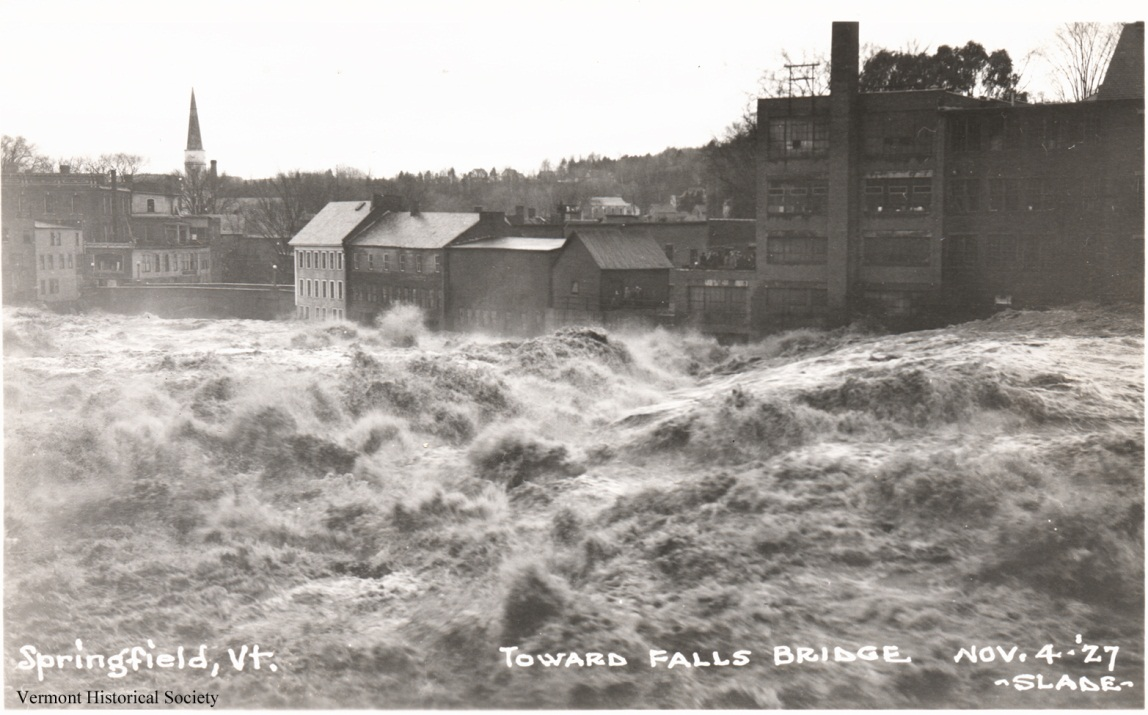 Springfield, Vt.
TOWARD FALLS BRIDGE. NOV. 4-'27
~SLADE~
Vermont Historical Society